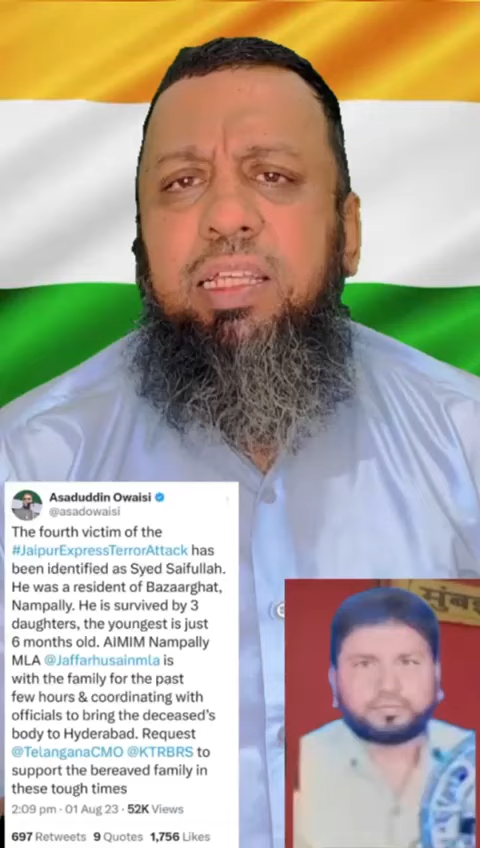 Asaduddin Owaisi
@asadowaisi
The fourth victim of the
#JaipurExpressTerrorAttack has
been identified as Syed Saifullah.
He was a resident of Bazaarghat,
Nampally. He is survived by 3
daughters, the youngest is just
6 months old. AIMIM Nampally
MLA @Jaffarhusainmla is
with the family for the past
few hours & coordinating with
officials to bring the deceased's
body to Hyderabad. Request
@TelanganaCMO @KTRBRS to
support the bereaved family in
these tough times
2:09 pm · 01 Aug 23 · 52K Views
697 Retweets 9 Quotes 1,756 Likes